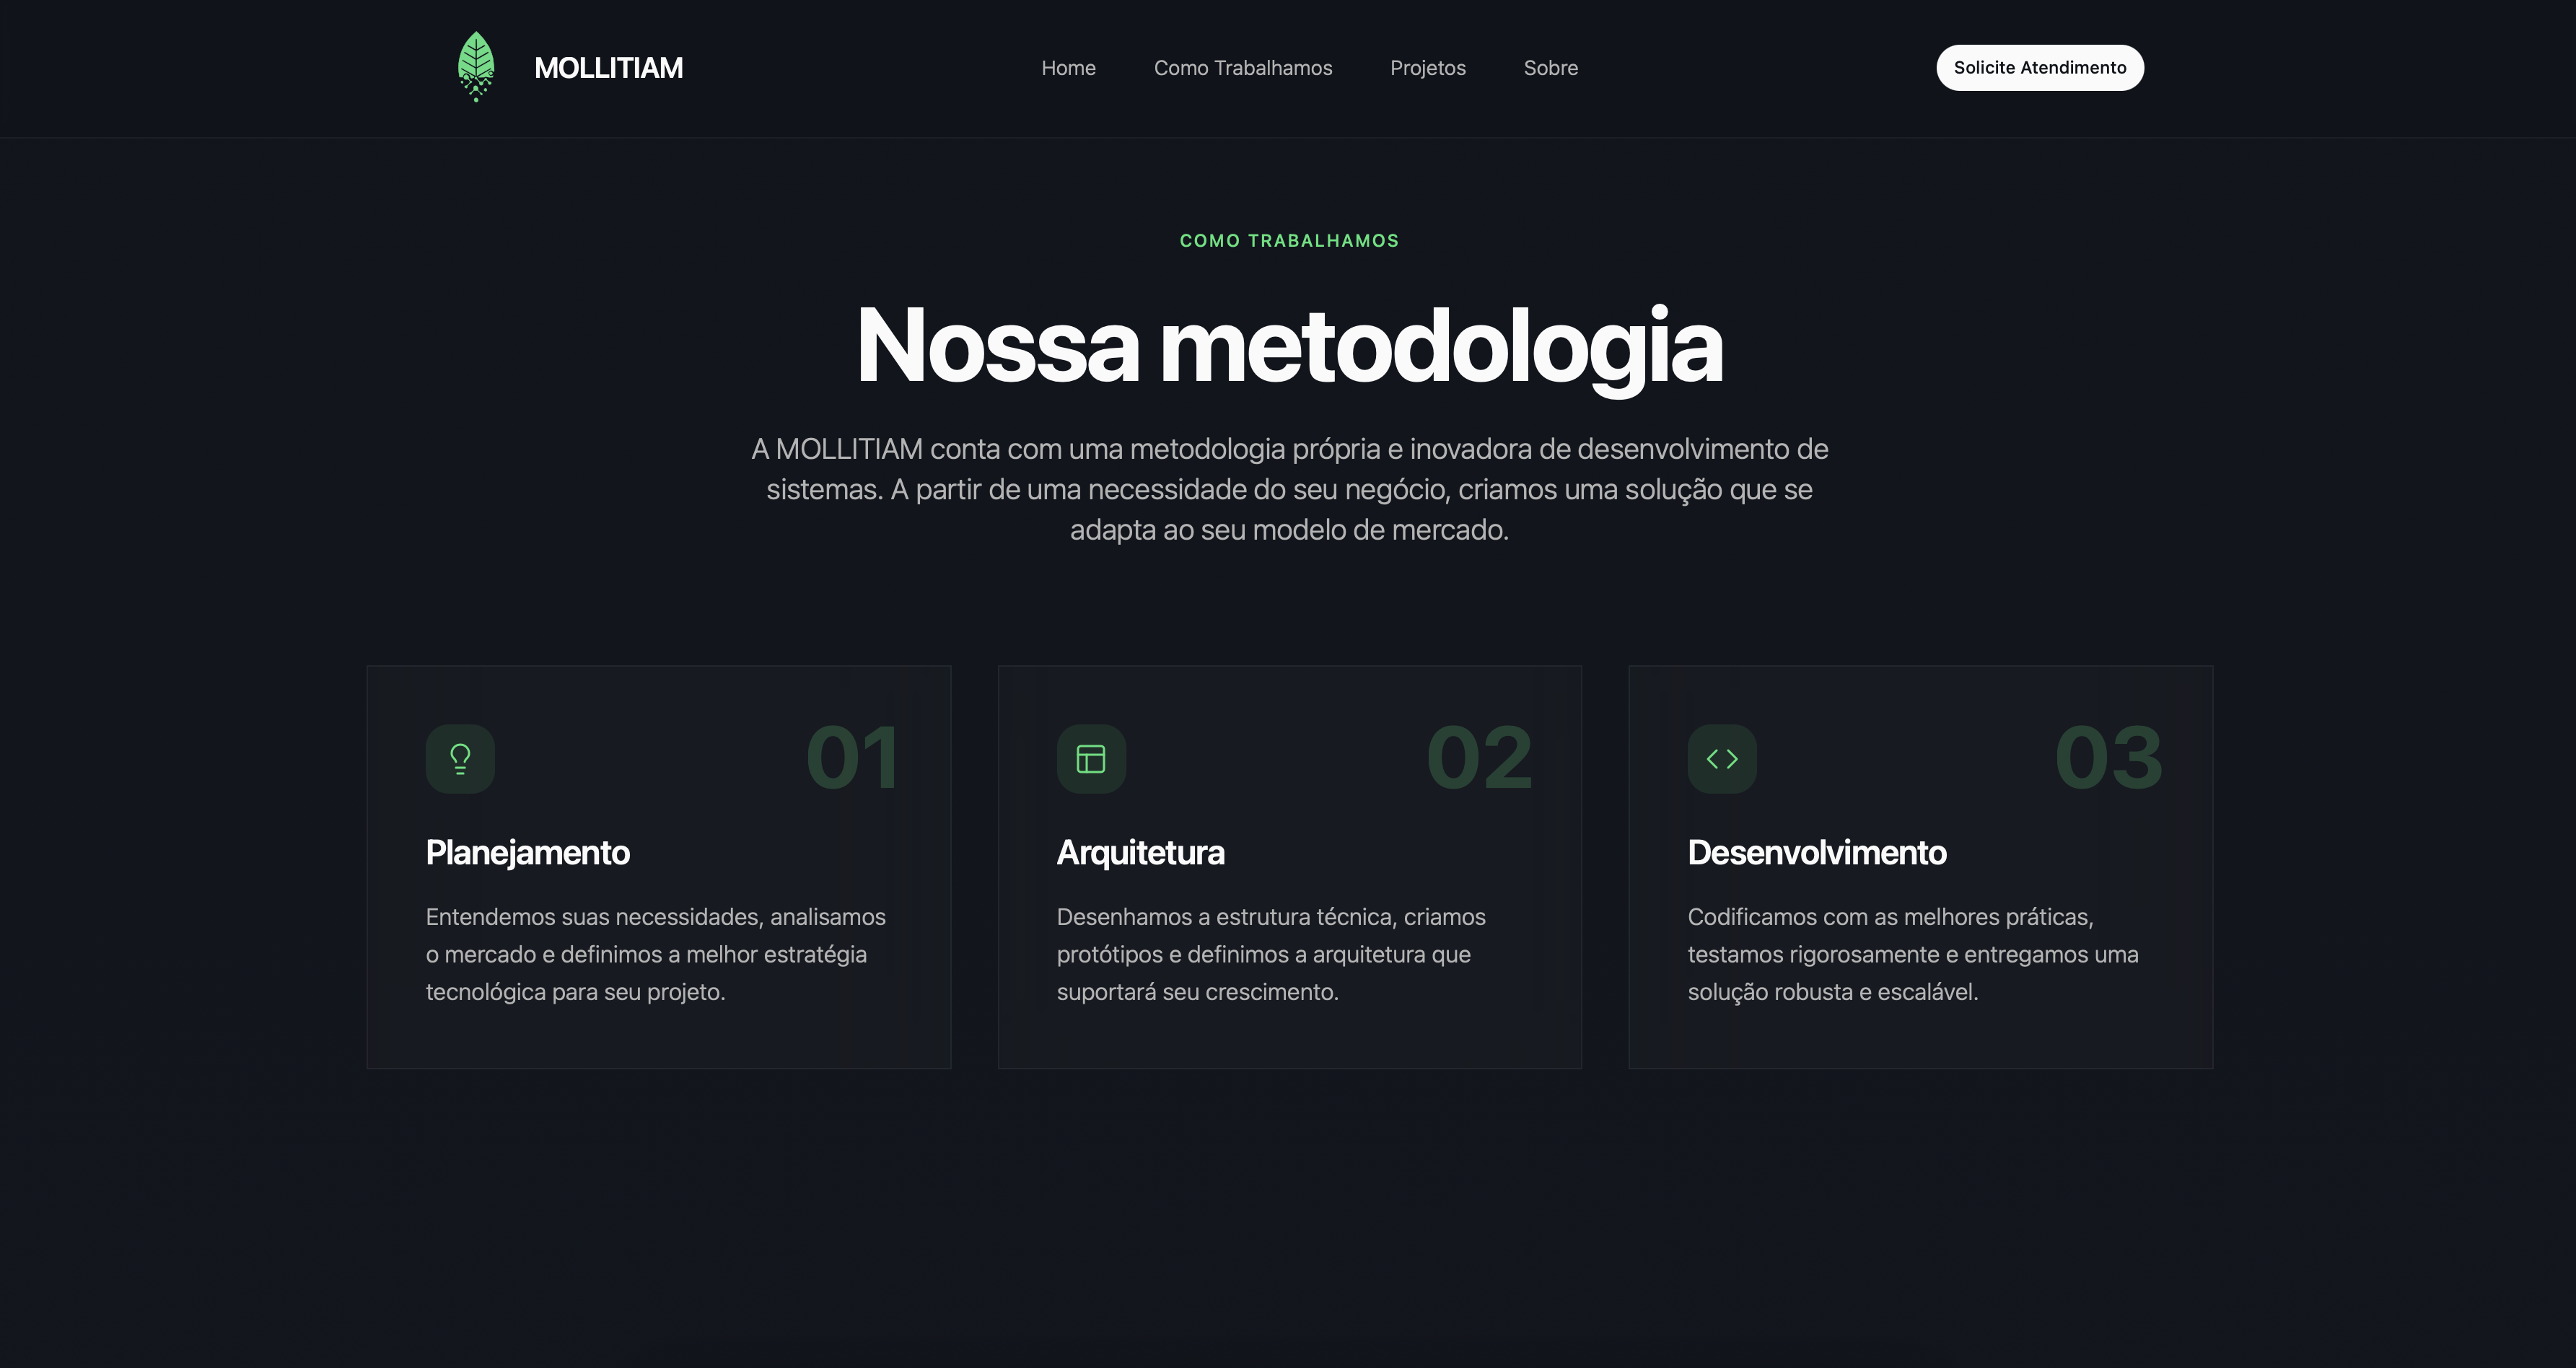 MOLLITIAM
Home
Como Trabalhamos
Projetos
Sobre
Solicite Atendimento
COMO TRABALHAMOS
Nossa metodologia
A MOLLITIAM conta com uma metodologia própria e inovadora de desenvolvimento de
sistemas. A partir de uma necessidade do seu negócio, criamos uma solução que se
adapta ao seu modelo de mercado.
01
Planejamento
Entendemos suas necessidades, analisamos
o mercado e definimos a melhor estratégia
tecnológica para seu projeto.
02
Arquitetura
Desenhamos a estrutura técnica, criamos
protótipos e definimos a arquitetura que
suportará seu crescimento.
03
Desenvolvimento
Codificamos com as melhores práticas,
testamos rigorosamente e entregamos uma
solução robusta e escalável.